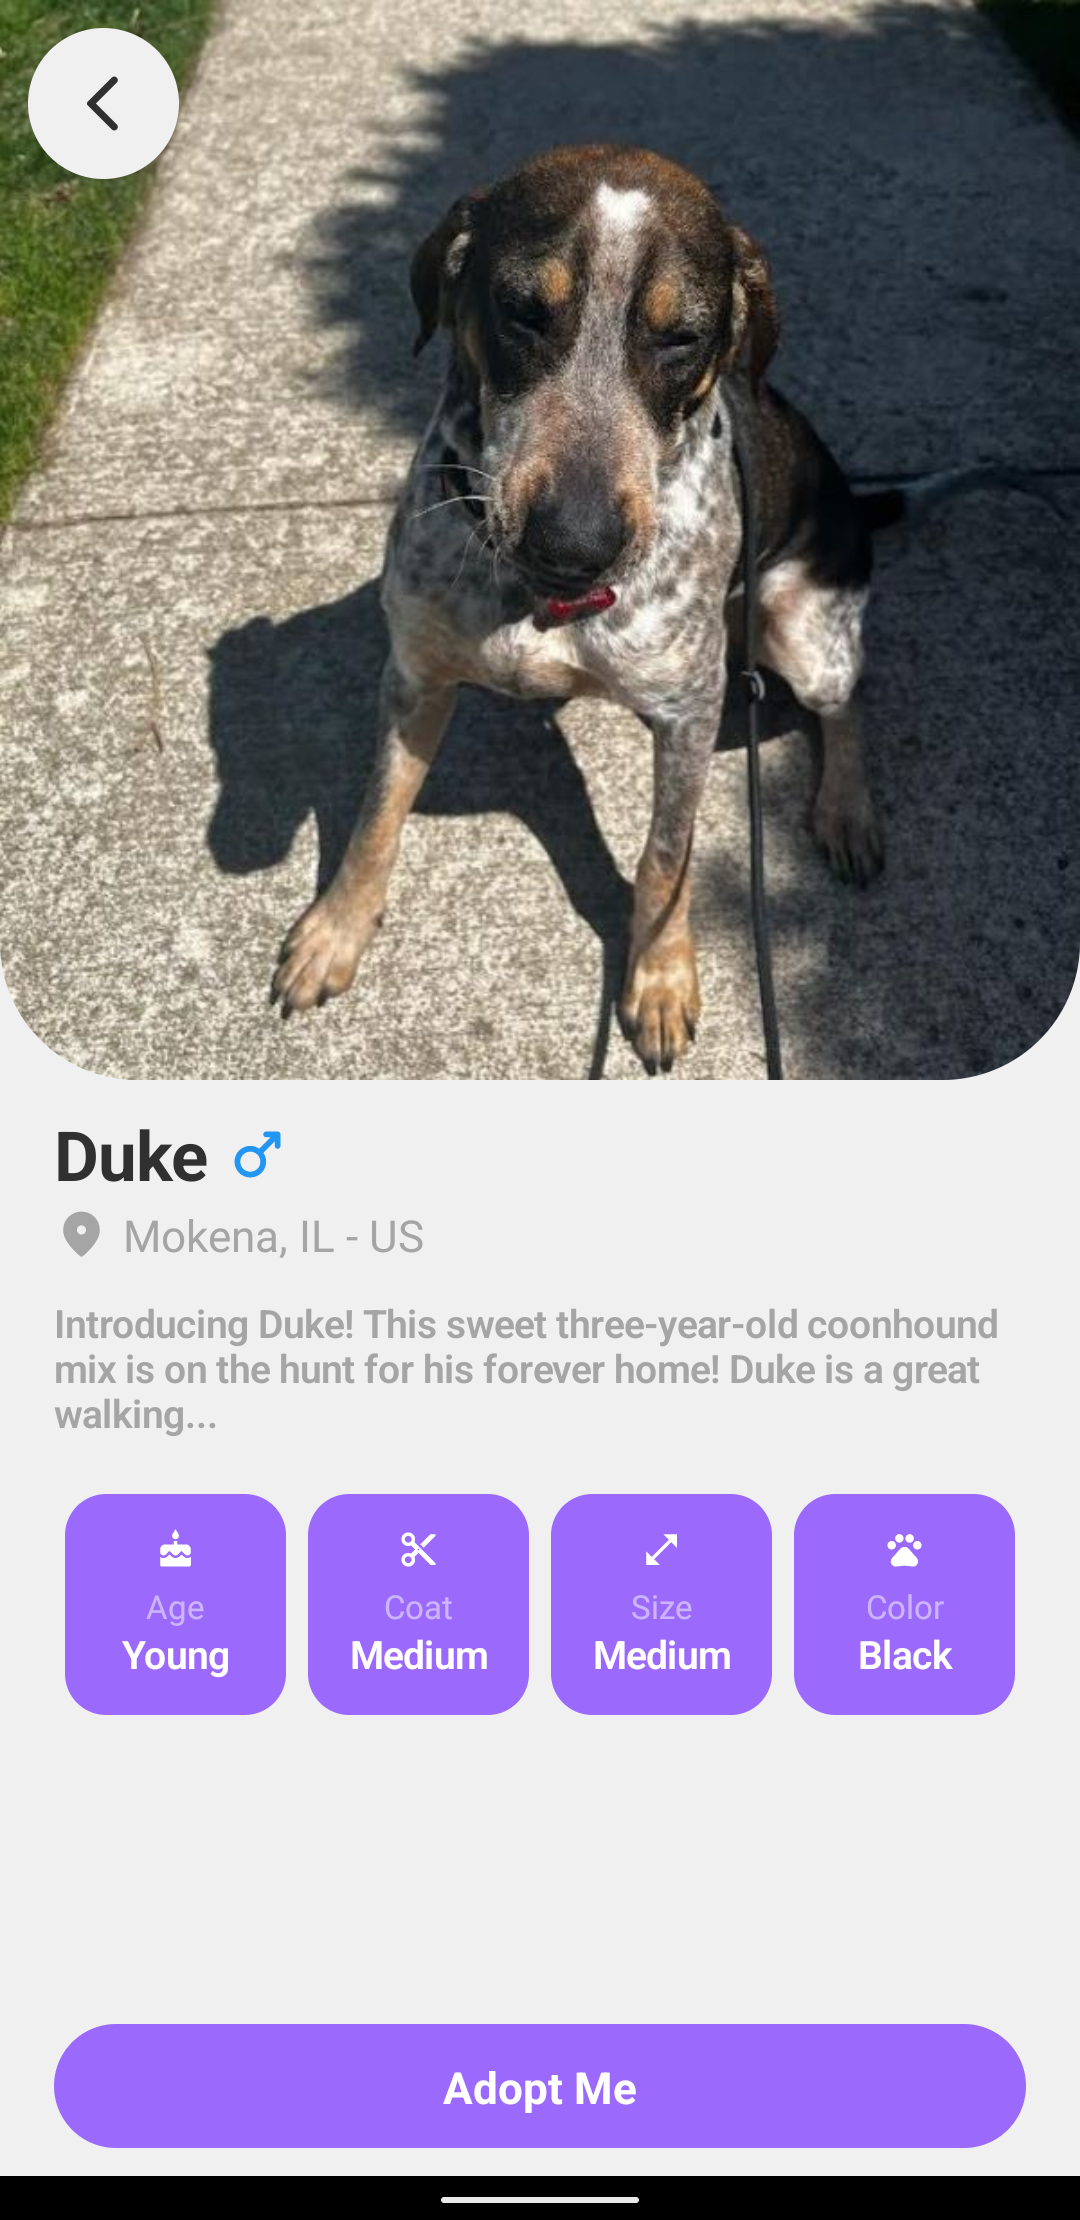 Duke
Mokena, IL - US
Introducing Duke! This sweet three-year-old coonhound
mix is on the hunt for his forever home! Duke is a great
walking...
Age
Young
Coat
Medium
Size
Medium
Color
Black
Adopt Me